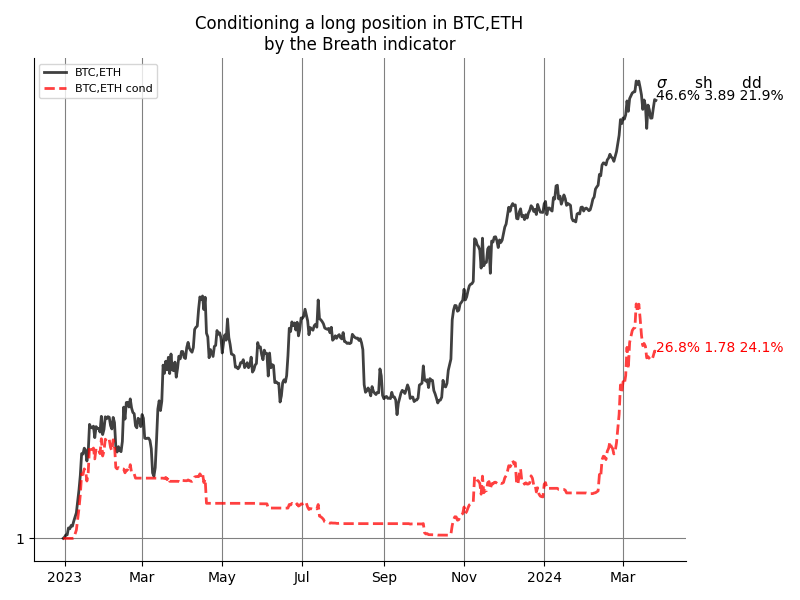 Conditioning a long position in BTC,ETH
by the Breath indicator
BTC,ETH
BTC,ETH cond
σ sh dd
46.6% 3.89 21.9%
26.8% 1.78 24.1%
1
2023 Mar May Jul Sep Nov 2024 Mar